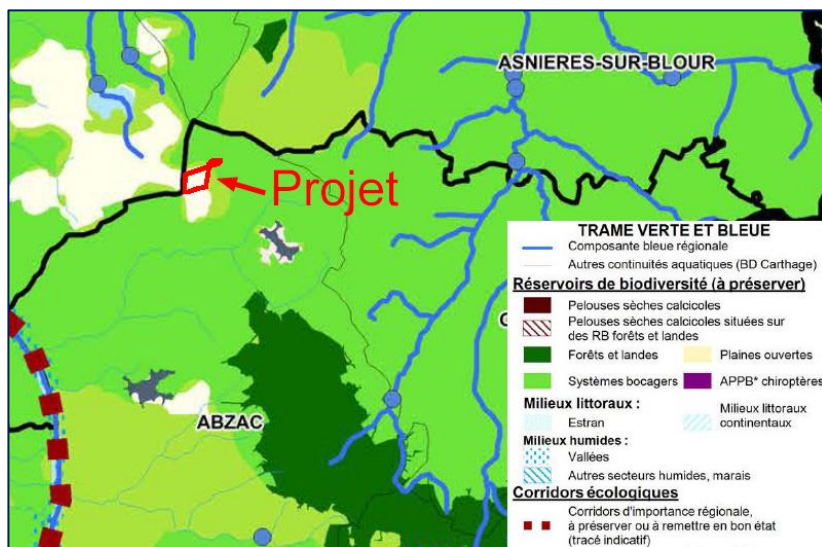 ASNIERES-SUR-BLOUR
Projet
ABZAC
TRAME VERTE ET BLEUE
Composante bleue régionale
Autres continuités aquatiques (BD Carthage)
Réservoirs de biodiversité (à préserver)
Pelouses sèches calcicoles
Pelouses sèches calcicoles situées sur
des RB forêts et landes
Forêts et landes
Plaines ouvertes
Systèmes bocagers
APPB* chiroptères
Milieux littoraux :
Estran
Milieux littoraux
continentaux
Milieux humides :
Vallées
Autres secteurs humides, marais
Corridors écologiques
Corridors d'importance régionale,
à préserver ou à remettre en bon état
(tracé indicatif)